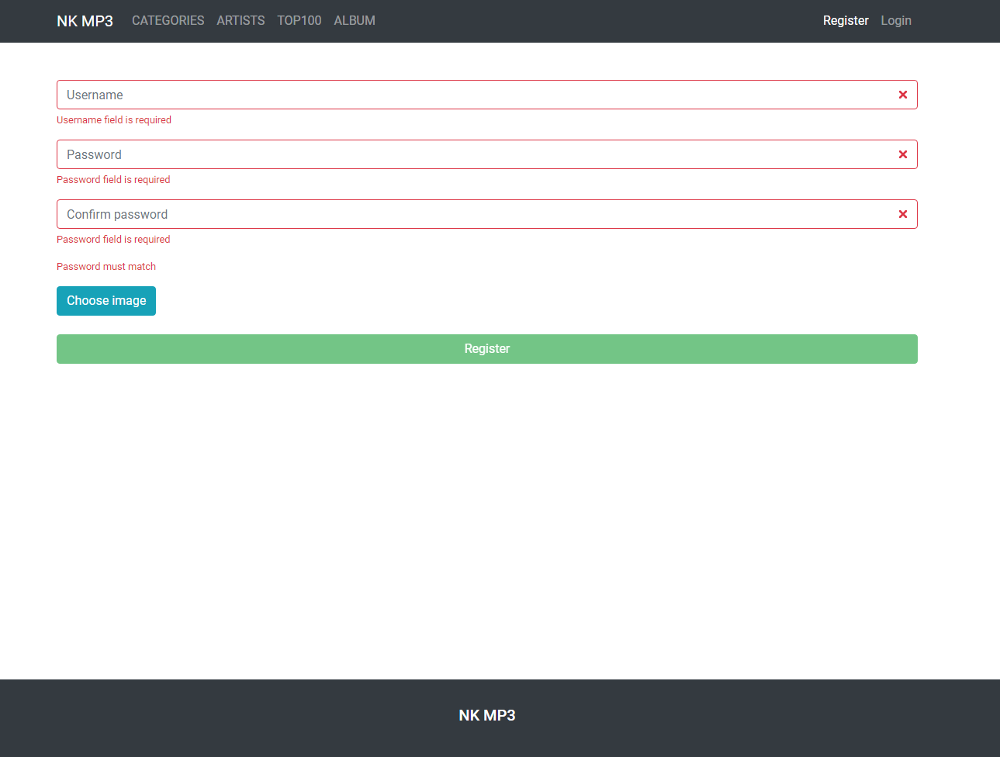 NK MP3 CATEGORIES ARTISTS TOP100 ALBUM Register Login
Username
Username field is required
Password
Password field is required
Confirm password
Password field is required
Password must match
Choose image
Register
NK MP3